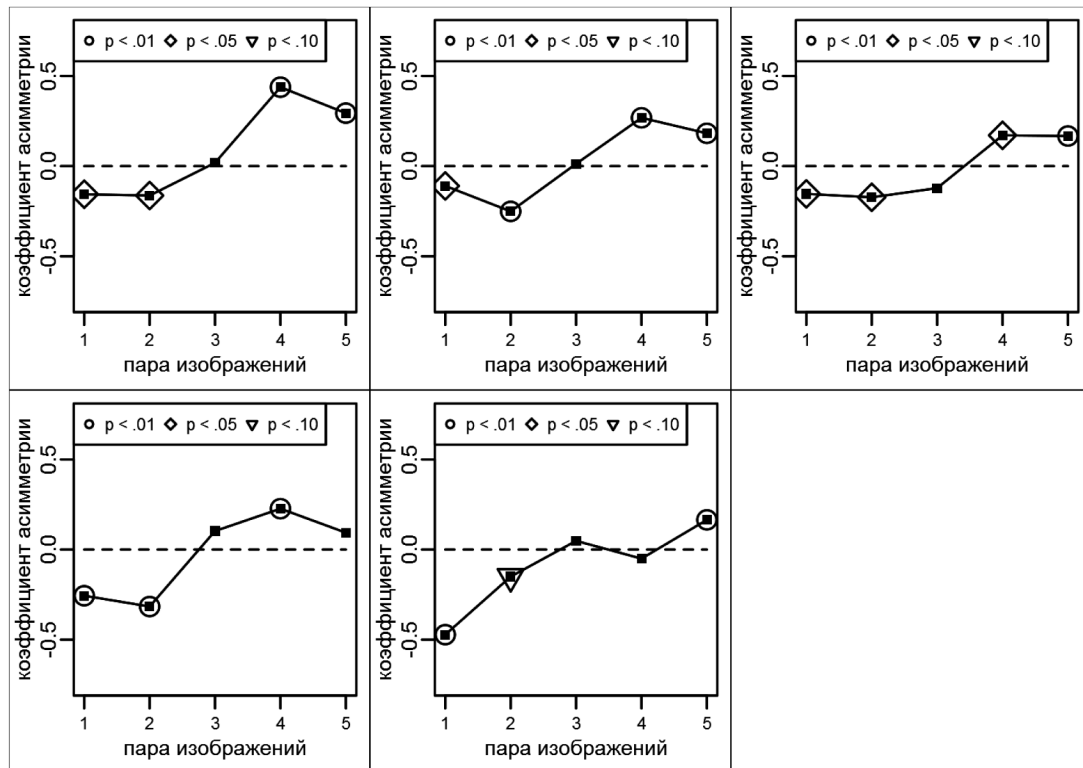 ○ p < .01 ◇ p < .05 ▽ p < .10
коэффициент асимметрии
0.5
0.0
-0.5
1 2 3 4 5
пара изображений
○ p < .01 ◇ p < .05 ▽ p < .10
коэффициент асимметрии
0.5
0.0
-0.5
1 2 3 4 5
пара изображений
○ p < .01 ◇ p < .05 ▽ p < .10
коэффициент асимметрии
0.5
0.0
-0.5
1 2 3 4 5
пара изображений
○ p < .01 ◇ p < .05 ▽ p < .10
коэффициент асимметрии
0.5
0.0
-0.5
1 2 3 4 5
пара изображений
○ p < .01 ◇ p < .05 ▽ p < .10
коэффициент асимметрии
0.5
0.0
-0.5
1 2 3 4 5
пара изображений